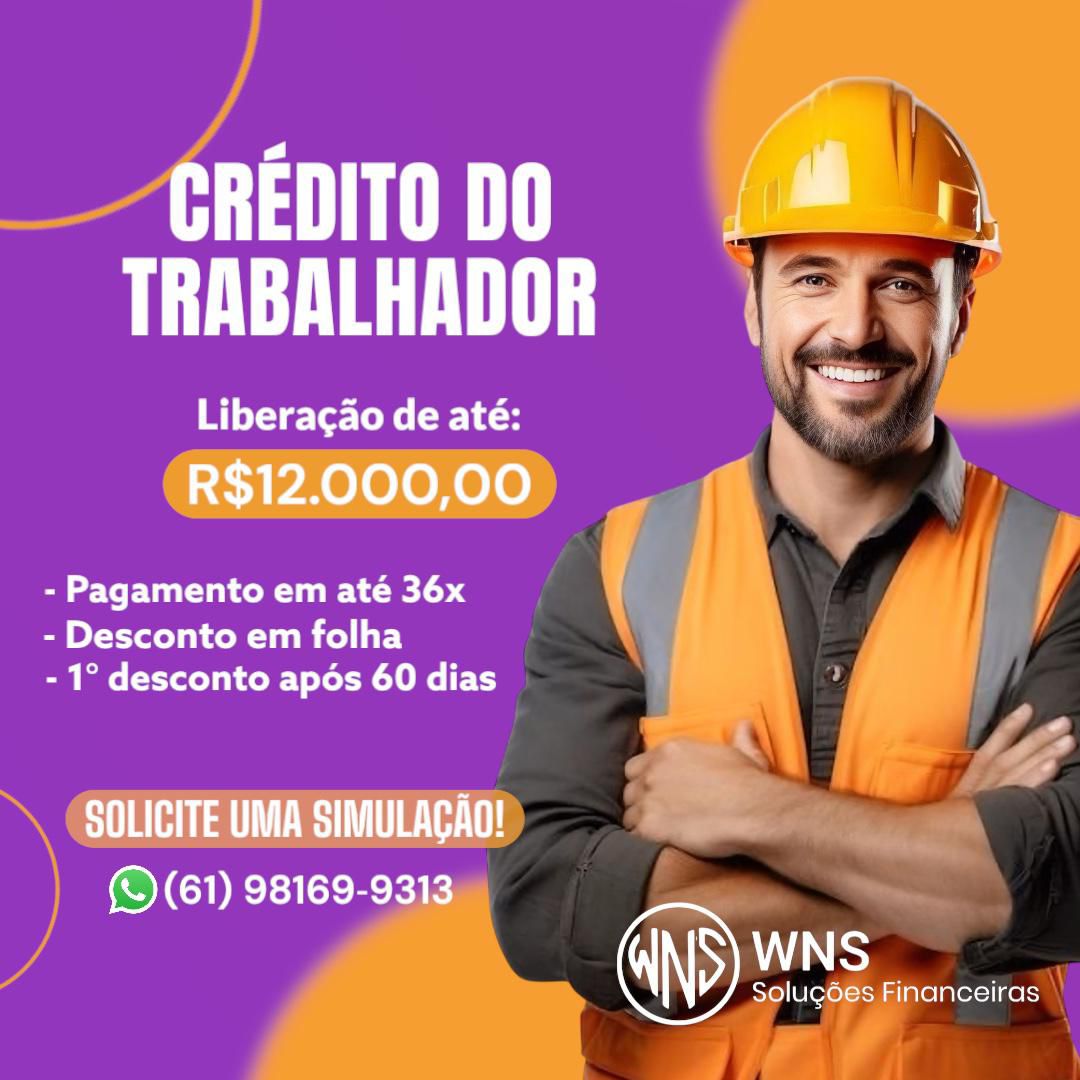 CRÉDITO DO
TRABALHADOR
Liberação de até:
R$12.000,00
- Pagamento em até 36x
- Desconto em folha
- 1° desconto após 60 dias
SOLICITE UMA SIMULAÇÃO!
(61) 98169-9313
WNS
WNS
Soluções Financeiras